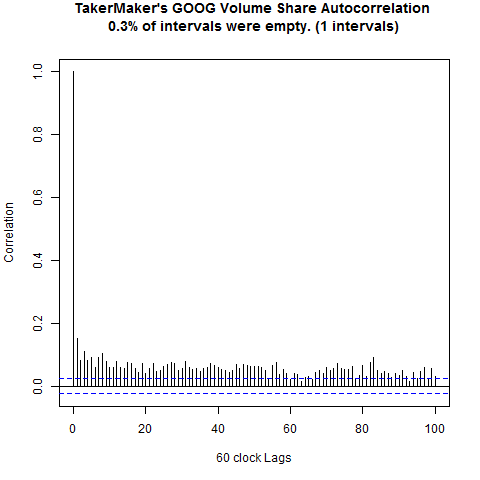 TakerMaker's GOOG Volume Share Autocorrelation
0.3% of intervals were empty. (1 intervals)
Correlation
1.0
0.8
0.6
0.4
0.2
0.0
0 20 40 60 80 100
60 clock Lags